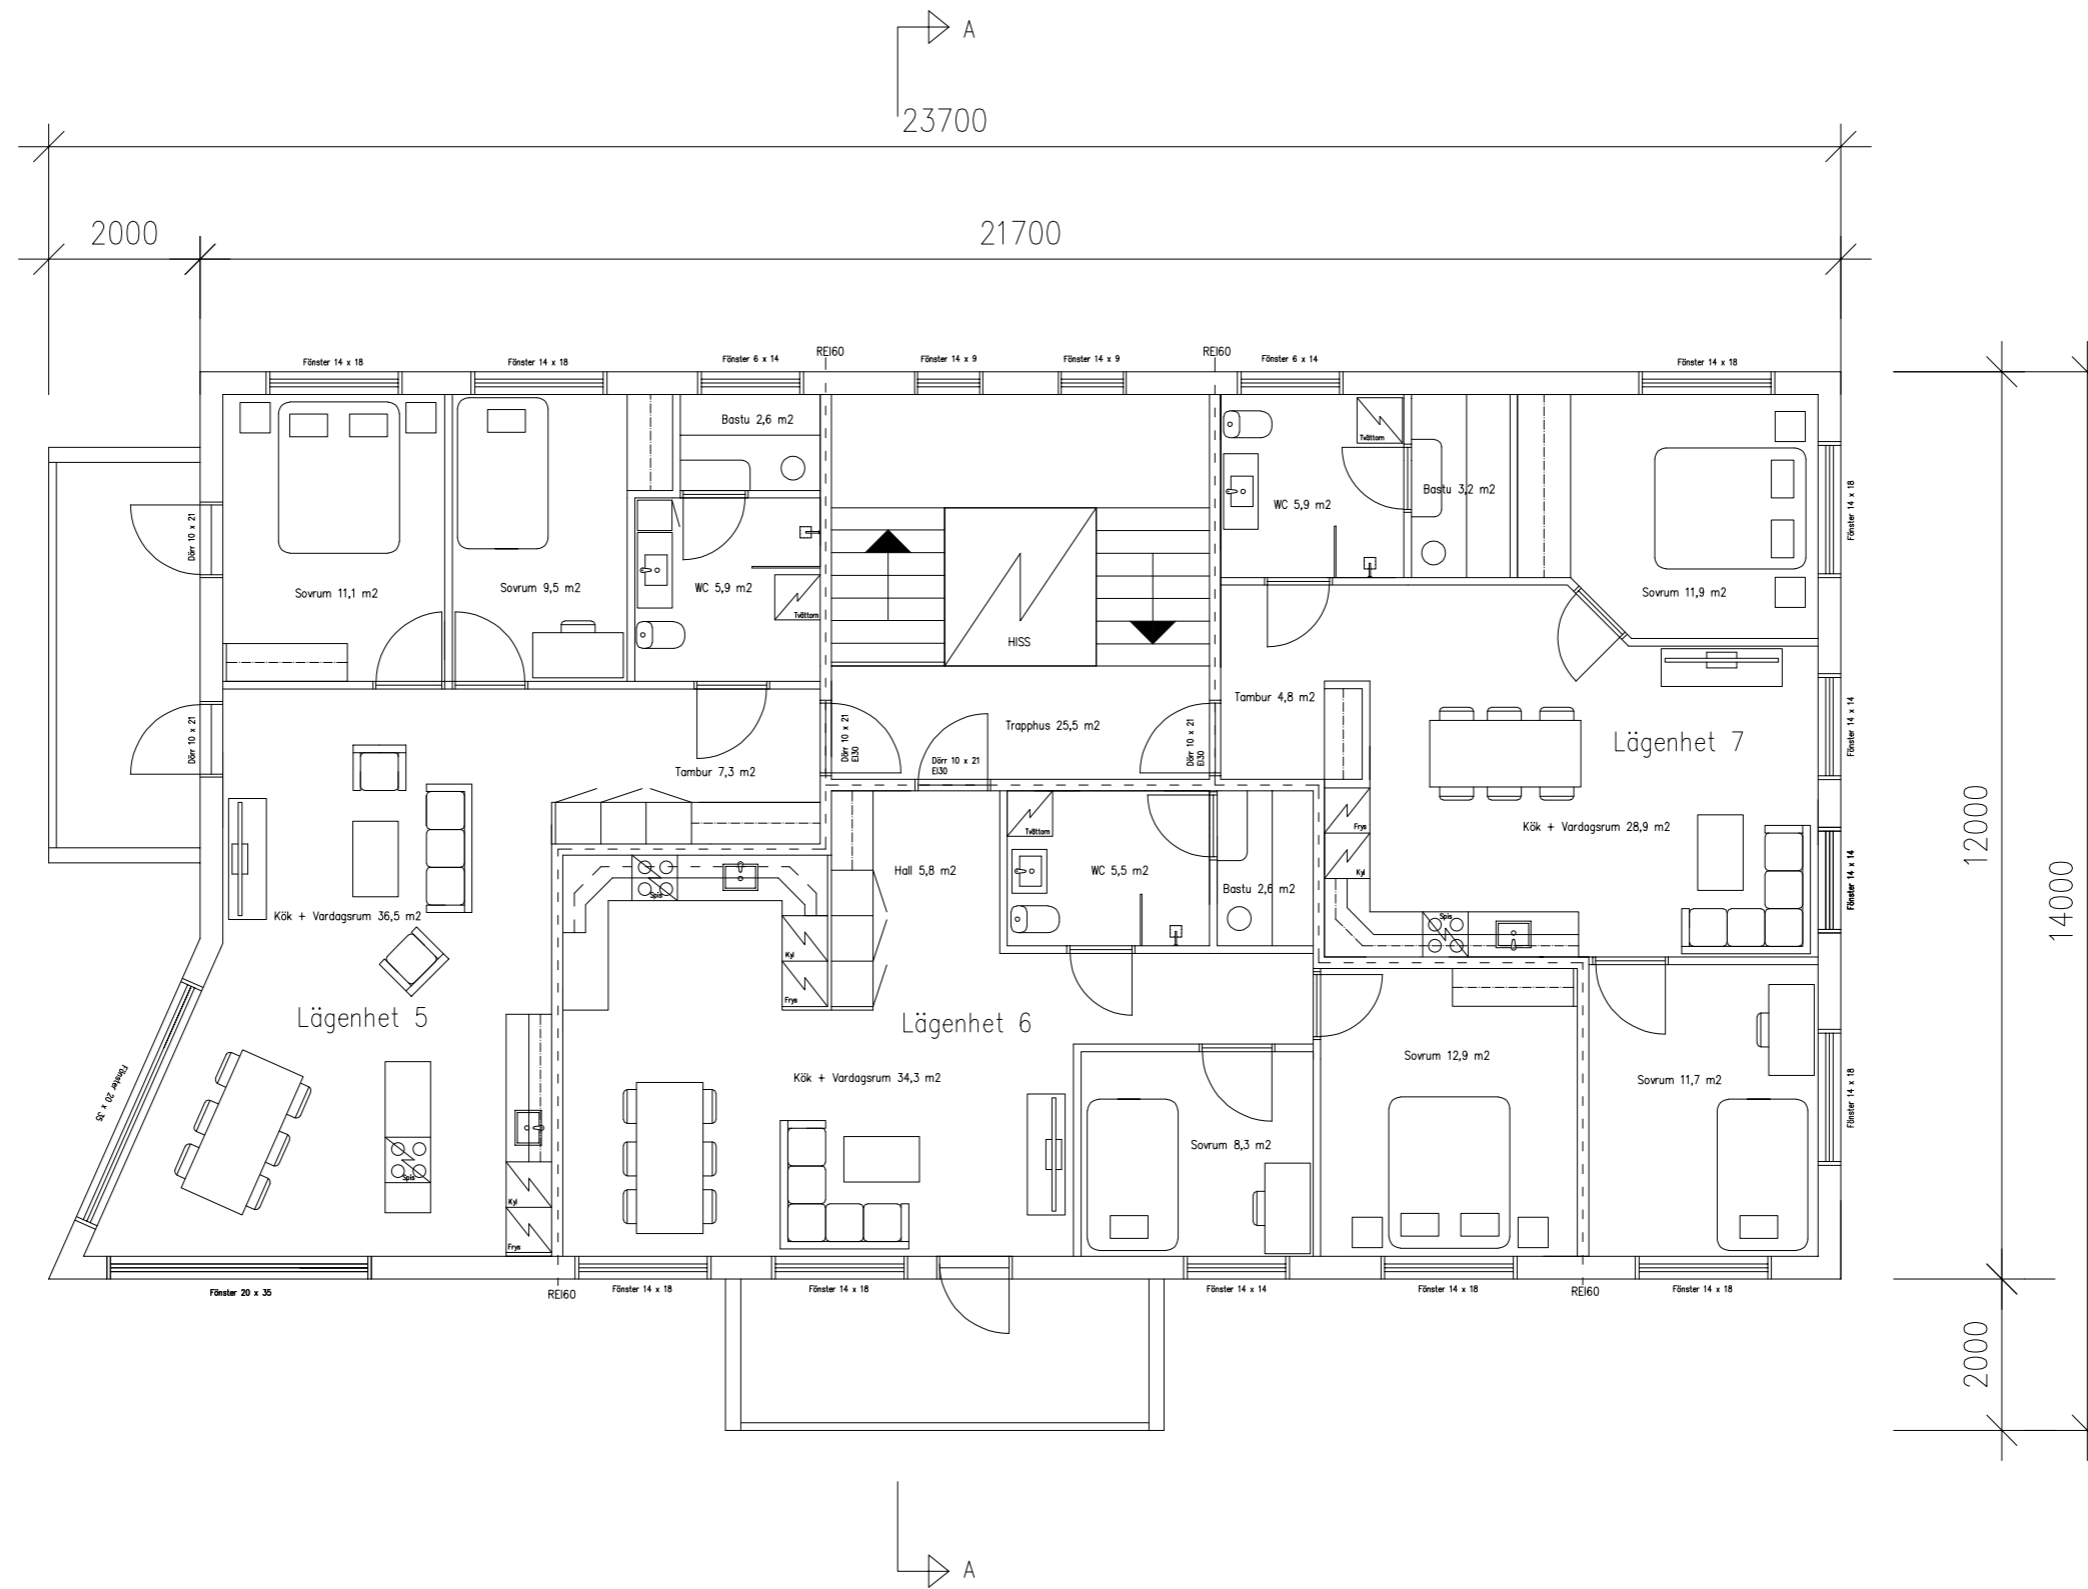 A
23700
2000
21700
Fönster 14 x 18
Fönster 14 x 18
Fönster 6 x 14
REI60
Fönster 14 x 9
Fönster 14 x 9
REI60
Fönster 6 x 14
Fönster 14 x 18
Bastu 2,6 m2
Tvättorn
Fönster 14 x 18
Bastu 3,2 m2
WC 5,9 m2
Dörr 10 x 21
Sovrum 11,1 m2
Sovrum 9,5 m2
WC 5,9 m2
Sovrum 11,9 m2
Tvättorn
HISS
Tambur 4,8 m2
Trapphus 25,5 m2
Dörr 10 x 21
Dörr 10 x 21
EI30
Dörr 10 x 21
EI30
Dörr 10 x 21
EI30
Lägenhet 7
Fönster 14 x 14
Tambur 7,3 m2
12000
14000
Tvättorn
Frys
Kök + Vardagsrum 28,9 m2
Kyl
Fönster 14 x 14
Hall 5,8 m2
WC 5,5 m2
Bastu 2,6 m2
Spis
Kök + Vardagsrum 36,5 m2
Spis
Kyl
Frys
Lägenhet 5
Lägenhet 6
Sovrum 12,9 m2
Kök + Vardagsrum 34,3 m2
Sovrum 11,7 m2
Fönster 20 x 35
Fönster 14 x 18
Sovrum 8,3 m2
Spis
Kyl
Frys
Fönster 20 x 35
REI60
Fönster 14 x 18
Fönster 14 x 18
Fönster 14 x 14
Fönster 14 x 18
REI60
Fönster 14 x 18
2000
A